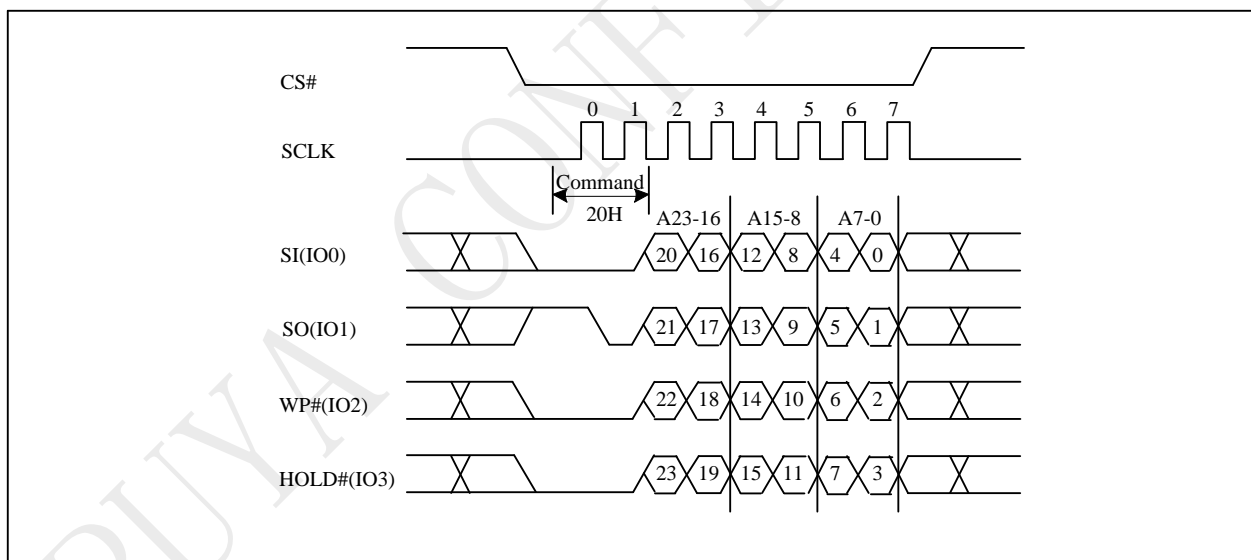 PUYA CONF
CS#
0 1 2 3 4 5 6 7
SCLK
Command
20H
A23-16 A15-8 A7-0
SI(IO0) 20 16 12 8 4 0
SO(IO1) 21 17 13 9 5 1
WP#(IO2) 22 18 14 10 6 2
HOLD#(IO3) 23 19 15 11 7 3